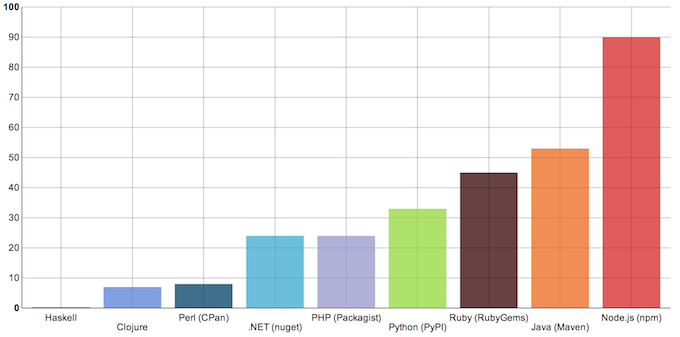 100
90
80
70
60
50
40
30
20
10
0
Haskell
Clojure
Perl (CPan)
.NET (nuget)
PHP (Packagist)
Python (PyPI)
Ruby (RubyGems)
Java (Maven)
Node.js (npm)